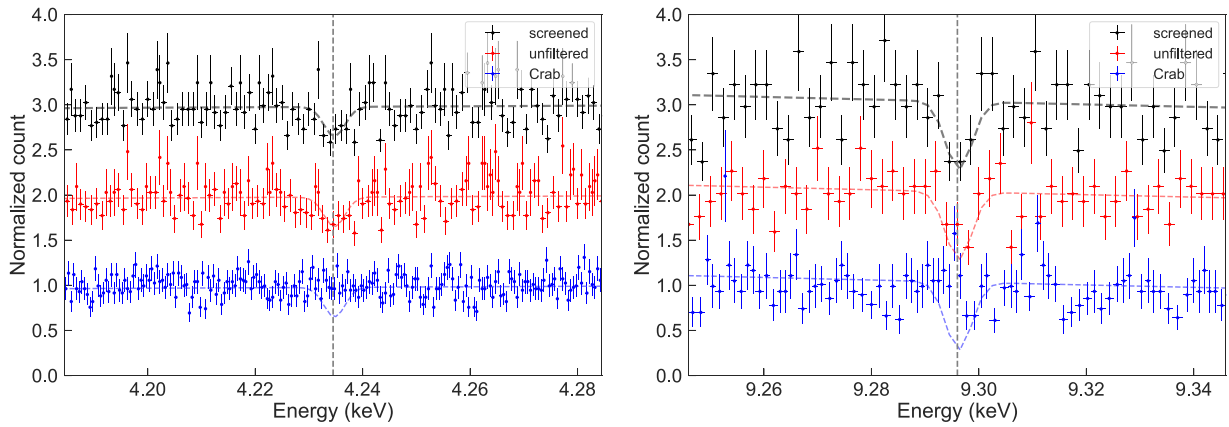 4.0
3.5
3.0
2.5
2.0
1.5
1.0
0.5
0.0
Normalized count
screened
unfiltered
Crab
4.20
4.22
4.24
4.26
4.28
Energy (keV)
4.0
3.5
3.0
2.5
2.0
1.5
1.0
0.5
0.0
Normalized count
screened
unfiltered
Crab
9.26
9.28
9.30
9.32
9.34
Energy (keV)